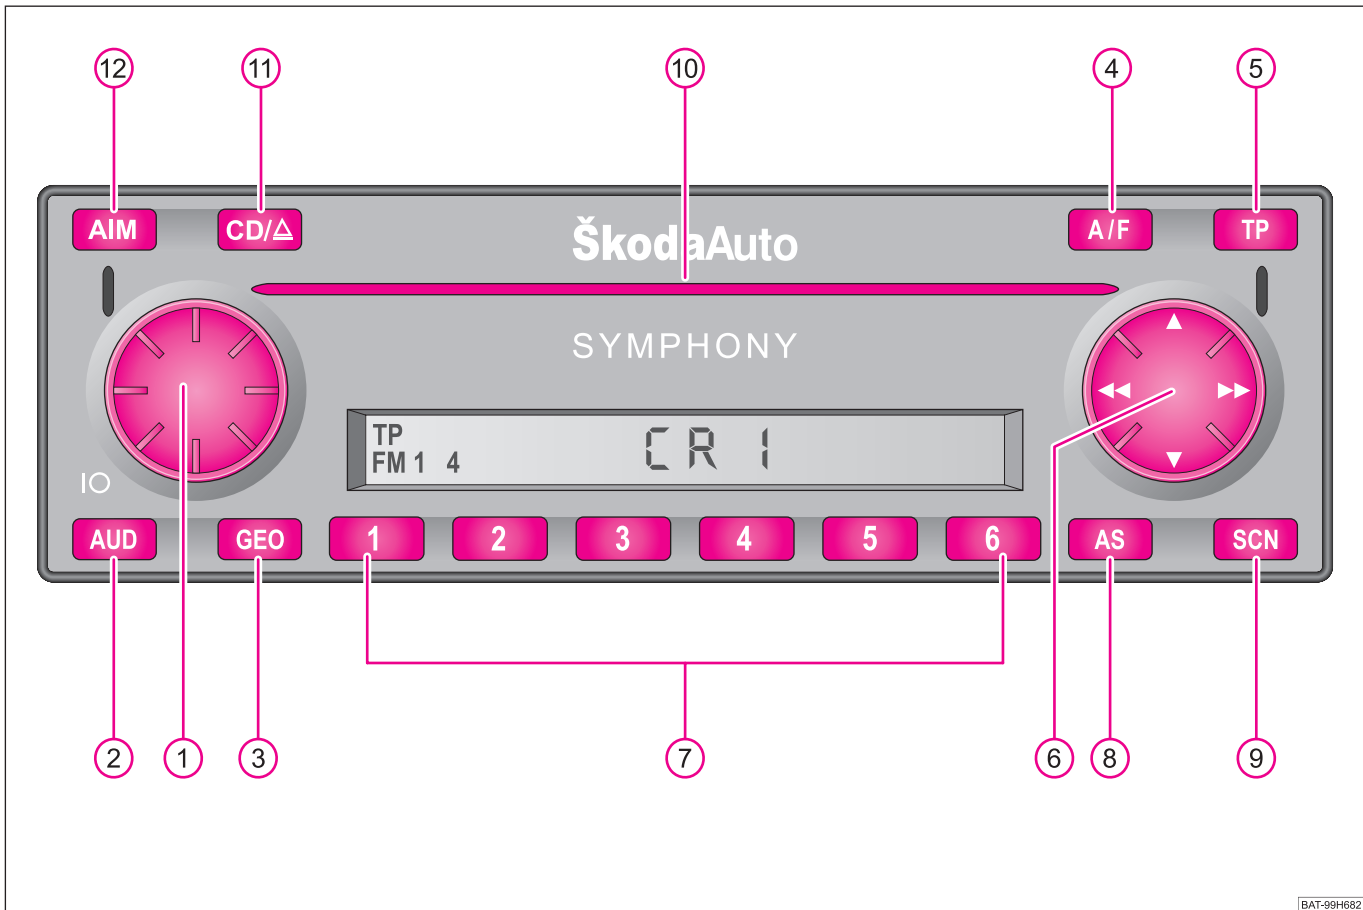 12 11 10 4 5
AIM CD/ A/F TP
ŠkodaAuto
SYMPHONY
TP
FM 1 4 CR 1
IO
AUD GEO 1 2 3 4 5 6 AS SCN
2 1 3 7 6 8 9
BAT-99H682